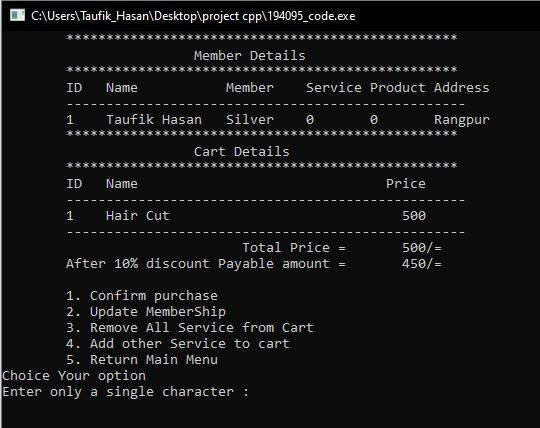 C:\Users\Taufik_Hasan\Desktop\project cpp\194095_code.exe
*************************************************
Member Details
*************************************************
ID Name Member Service Product Address
--------------------------------------------------
1 Taufik Hasan Silver 0 0 Rangpur
*************************************************
Cart Details
*************************************************
ID Name Price
--------------------------------------------------
1 Hair Cut 500
--------------------------------------------------
Total Price = 500/=
After 10% discount Payable amount = 450/=
1. Confirm purchase
2. Update MemberShip
3. Remove All Service from Cart
4. Add other Service to cart
5. Return Main Menu
Choice Your option
Enter only a single character :